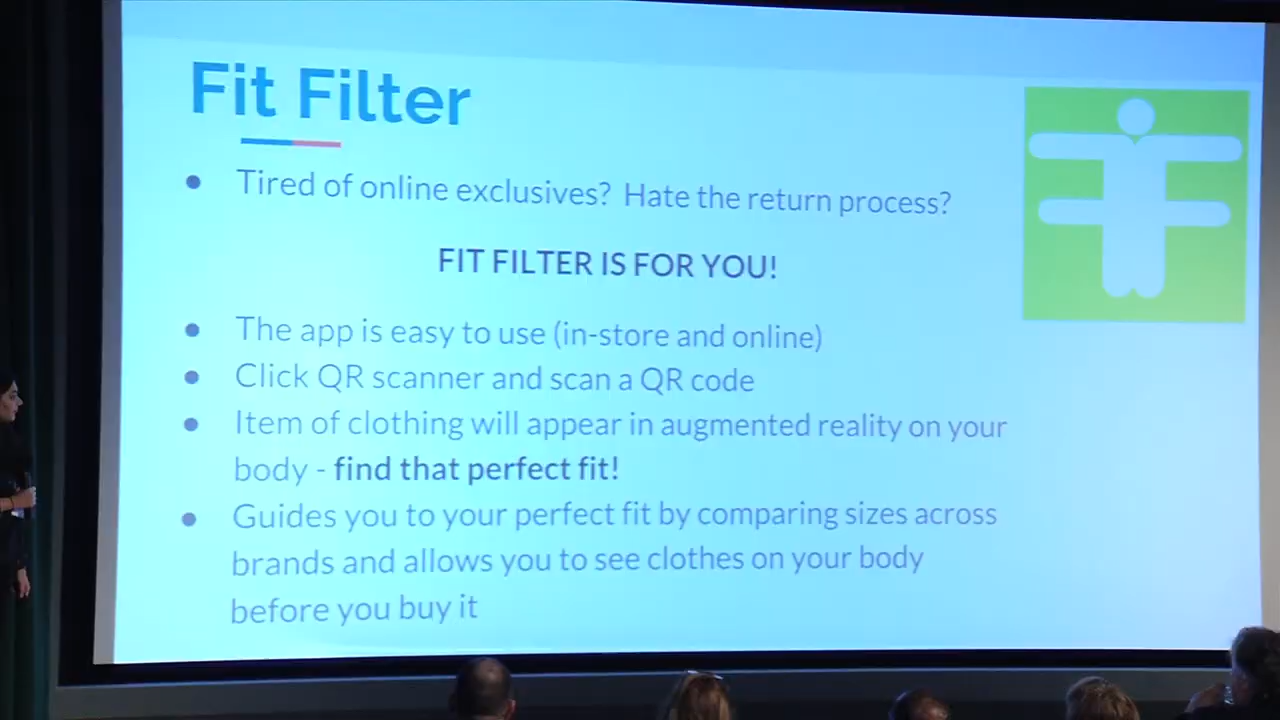 Fit Filter
● Tired of online exclusives? Hate the return process?
FIT FILTER IS FOR YOU!
● The app is easy to use (in-store and online)
● Click QR scanner and scan a QR code
● Item of clothing will appear in augmented reality on your
body - find that perfect fit!
● Guides you to your perfect fit by comparing sizes across
brands and allows you to see clothes on your body
before you buy it